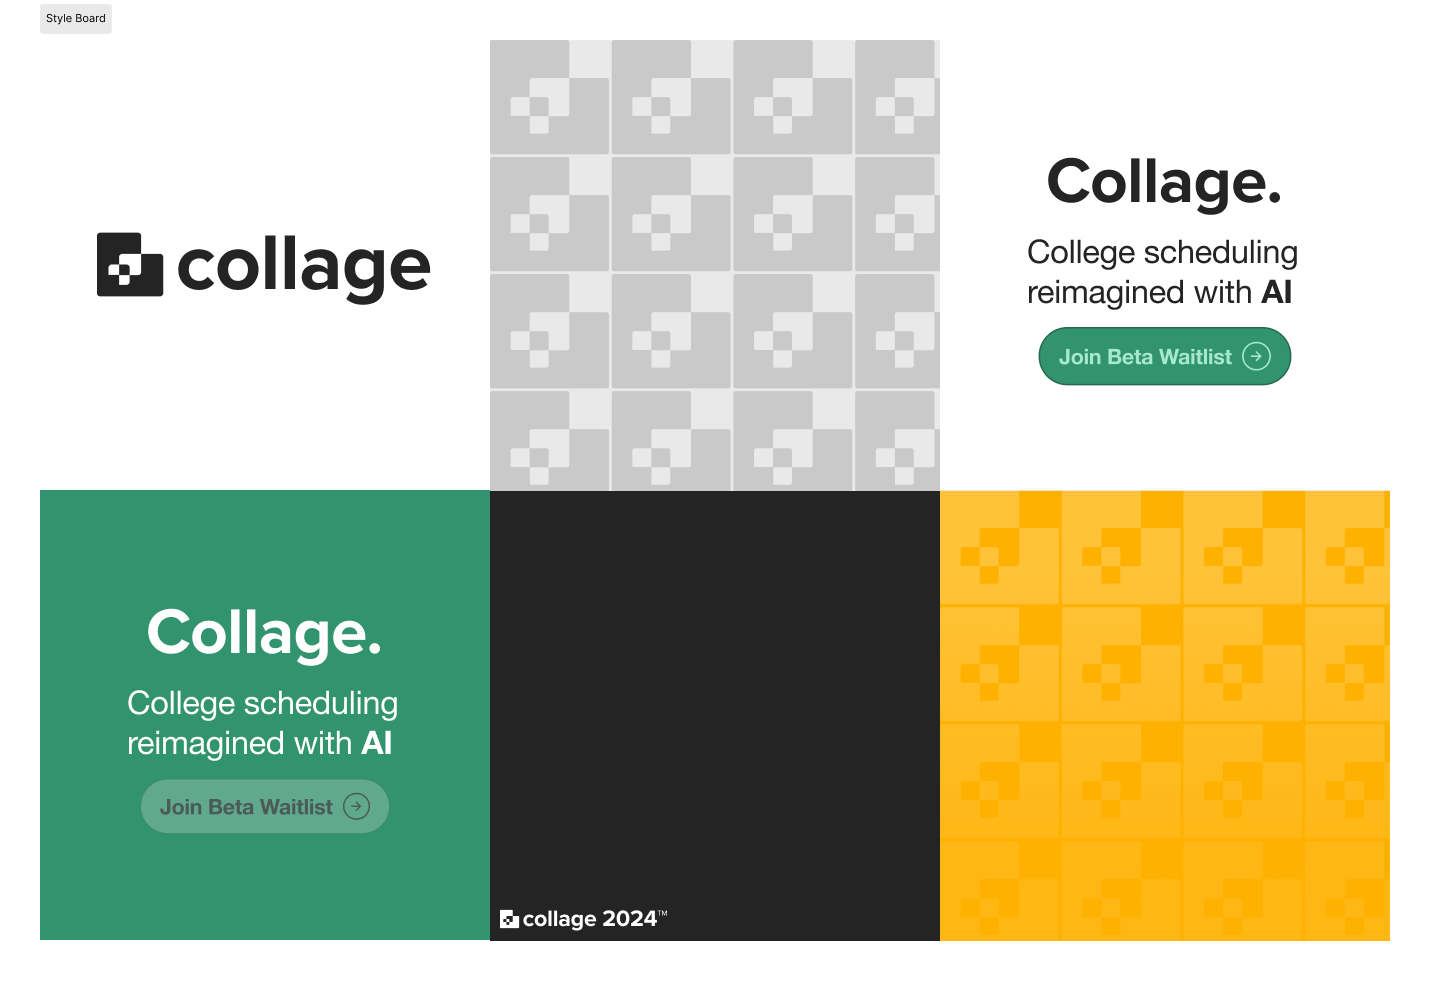 Style Board
collage
Collage.
College scheduling
reimagined with AI
Join Beta Waitlist
Collage.
College scheduling
reimagined with AI
Join Beta Waitlist
collage 2024™